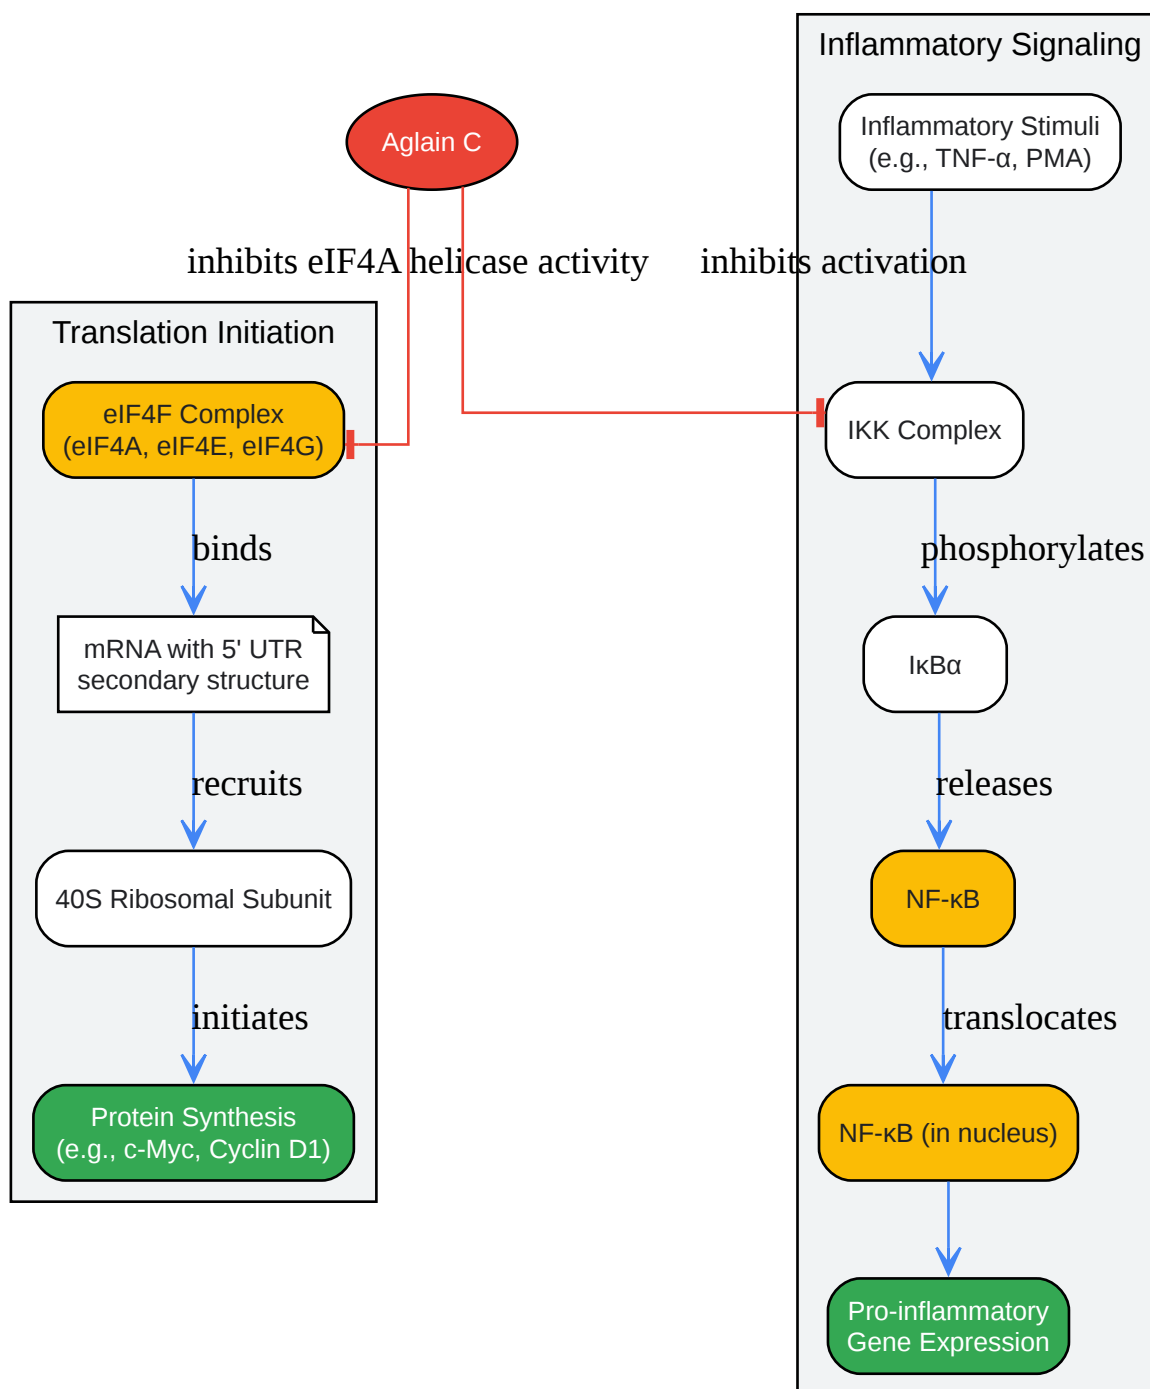 Inflammatory Signaling
Aglain C
Inflammatory Stimuli
(e.g., TNF-α, PMA)
inhibits eIF4A helicase activity
inhibits activation
Translation Initiation
eIF4F Complex
(eIF4A, eIF4E, eIF4G)
IKK Complex
binds
phosphorylates
mRNA with 5' UTR
secondary structure
IκBα
recruits
releases
40S Ribosomal Subunit
NF-κB
initiates
translocates
Protein Synthesis
(e.g., c-Myc, Cyclin D1)
NF-κB (in nucleus)
Pro-inflammatory
Gene Expression